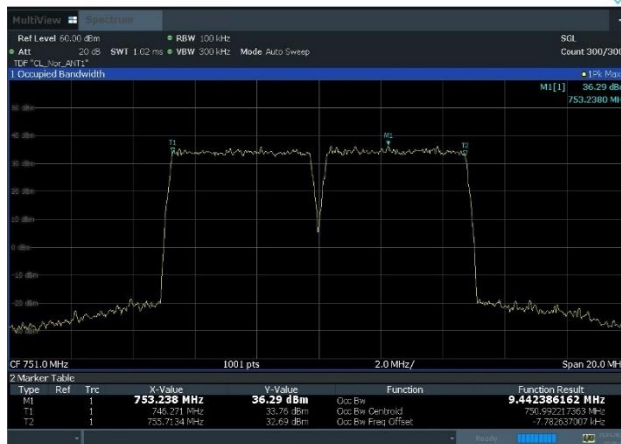 MultiView Spectrum
Ref Level 60.00 dBm RBW 100 kHz SGL
Att 20 dB SWT 1.02 ms VBW 300 kHz Mode Auto Sweep Count 300/300
TDF "CL_Nor_ANT1"
1 Occupied Bandwidth 1Pk Max
M1[1] 36.29 dBm
753.2380 MHz
M1
T1
T2
40 dBm
30 dBm
20 dBm
10 dBm
0 dBm
-10 dBm
-20 dBm
CF 751.0 MHz 1001 pts 2.0 MHz/ Span 20.0 MHz
2 Marker Table
Type Ref Trc X-Value Y-Value Function Function Result
M1 1 753.238 MHz 36.29 dBm Occ Bw 9.442386162 MHz
T1 1 746.271 MHz 33.76 dBm Occ Bw Centroid 750.992217363 MHz
T2 1 755.7134 MHz 32.69 dBm Occ Bw Freq Offset -7.782637007 kHz
Ready